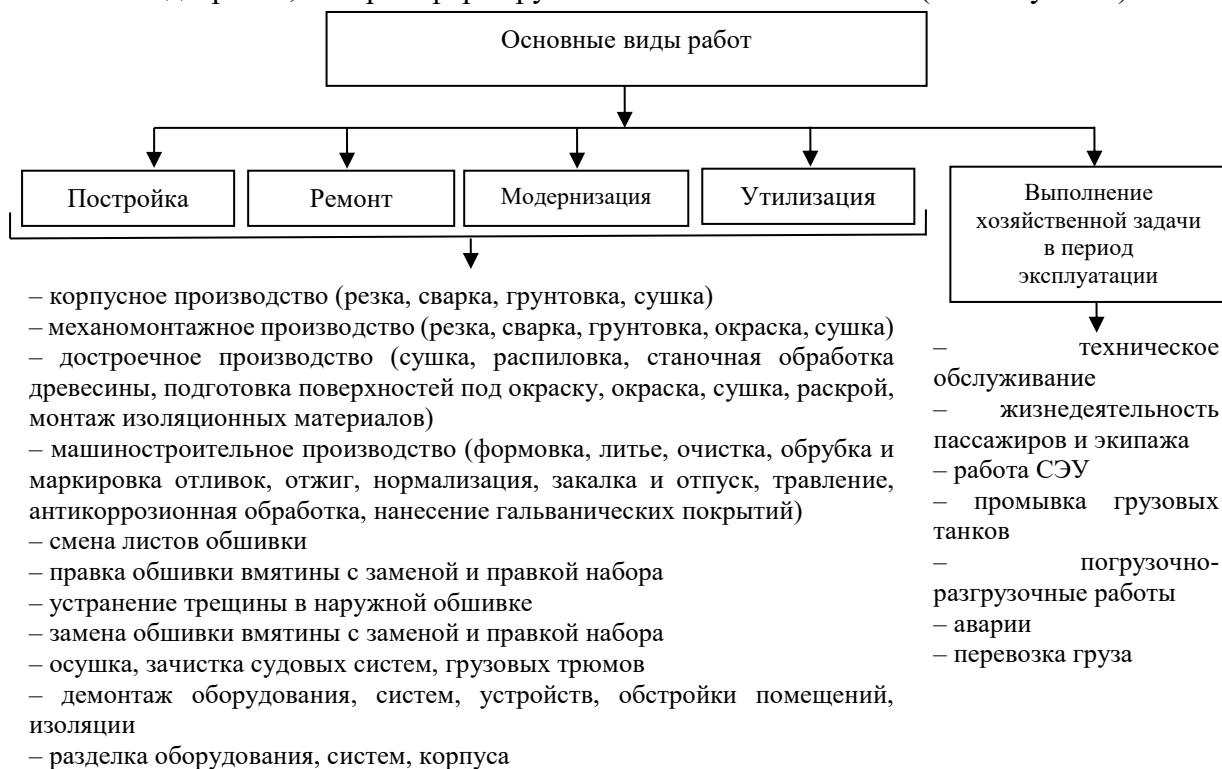 Основные виды работ
Постройка
Ремонт
Модернизация
Утилизация
Выполнение
хозяйственной задачи
в период
эксплуатации
– корпусное производство (резка, сварка, грунтовка, сушка)
– механомонтажное производство (резка, сварка, грунтовка, окраска, сушка)
– достроечное производство (сушка, распиловка, станочная обработка
древесины, подготовка поверхностей под окраску, окраска, сушка, раскрой,
монтаж изоляционных материалов)
– машиностроительное производство (формовка, литье, очистка, обрубка и
маркировка отливок, отжиг, нормализация, закалка и отпуск, травление,
антикоррозионная обработка, нанесение гальванических покрытий)
– смена листов обшивки
– правка обшивки вмятины с заменой и правкой набора
– устранение трещины в наружной обшивке
– замена обшивки вмятины с заменой и правкой набора
– осушка, зачистка судовых систем, грузовых трюмов
– демонтаж оборудования, систем, устройств, обстройки помещений,
изоляции
– разделка оборудования, систем, корпуса
– техническое
обслуживание
– жизнедеятельность
пассажиров и экипажа
– работа СЭУ
– промывка грузовых
танков
– погрузочно-
разгрузочные работы
– аварии
– перевозка груза